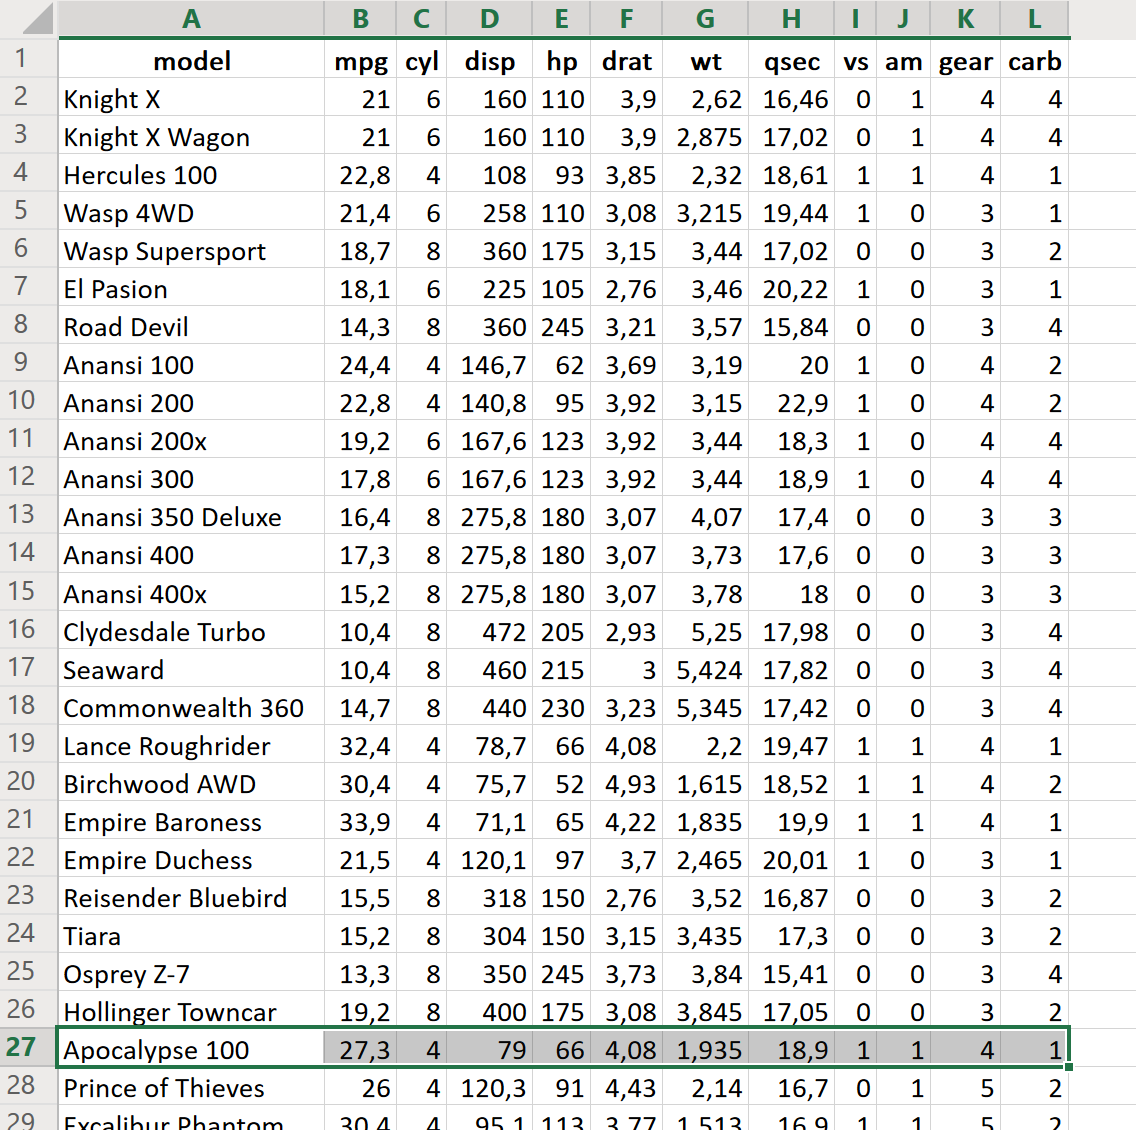 A B C D E F G H I J K L
1 model mpg cyl disp hp drat wt qsec vs am gear carb
2 Knight X 21 6 160 110 3,9 2,62 16,46 0 1 4 4
3 Knight X Wagon 21 6 160 110 3,9 2,875 17,02 0 1 4 4
4 Hercules 100 22,8 4 108 93 3,85 2,32 18,61 1 1 4 1
5 Wasp 4WD 21,4 6 258 110 3,08 3,215 19,44 1 0 3 1
6 Wasp Supersport 18,7 8 360 175 3,15 3,44 17,02 0 0 3 2
7 El Pasion 18,1 6 225 105 2,76 3,46 20,22 1 0 3 1
8 Road Devil 14,3 8 360 245 3,21 3,57 15,84 0 0 3 4
9 Anansi 100 24,4 4 146,7 62 3,69 3,19 20 1 0 4 2
10 Anansi 200 22,8 4 140,8 95 3,92 3,15 22,9 1 0 4 2
11 Anansi 200x 19,2 6 167,6 123 3,92 3,44 18,3 1 0 4 4
12 Anansi 300 17,8 6 167,6 123 3,92 3,44 18,9 1 0 4 4
13 Anansi 350 Deluxe 16,4 8 275,8 180 3,07 4,07 17,4 0 0 3 3
14 Anansi 400 17,3 8 275,8 180 3,07 3,73 17,6 0 0 3 3
15 Anansi 400x 15,2 8 275,8 180 3,07 3,78 18 0 0 3 3
16 Clydesdale Turbo 10,4 8 472 205 2,93 5,25 17,98 0 0 3 4
17 Seaward 10,4 8 460 215 3 5,424 17,82 0 0 3 4
18 Commonwealth 360 14,7 8 440 230 3,23 5,345 17,42 0 0 3 4
19 Lance Roughrider 32,4 4 78,7 66 4,08 2,2 19,47 1 1 4 1
20 Birchwood AWD 30,4 4 75,7 52 4,93 1,615 18,52 1 1 4 2
21 Empire Baroness 33,9 4 71,1 65 4,22 1,835 19,9 1 1 4 1
22 Empire Duchess 21,5 4 120,1 97 3,7 2,465 20,01 1 0 3 1
23 Reisender Bluebird 15,5 8 318 150 2,76 3,52 16,87 0 0 3 2
24 Tiara 15,2 8 304 150 3,15 3,435 17,3 0 0 3 2
25 Osprey Z-7 13,3 8 350 245 3,73 3,84 15,41 0 0 3 4
26 Hollinger Towncar 19,2 8 400 175 3,08 3,845 17,05 0 0 3 2
27 Apocalypse 100 27,3 4 79 66 4,08 1,935 18,9 1 1 4 1
28 Prince of Thieves 26 4 120,3 91 4,43 2,14 16,7 0 1 5 2
29 Excalibur Phantom 30,4 4 95,1 113 3,77 1,513 16,9 1 1 5 2